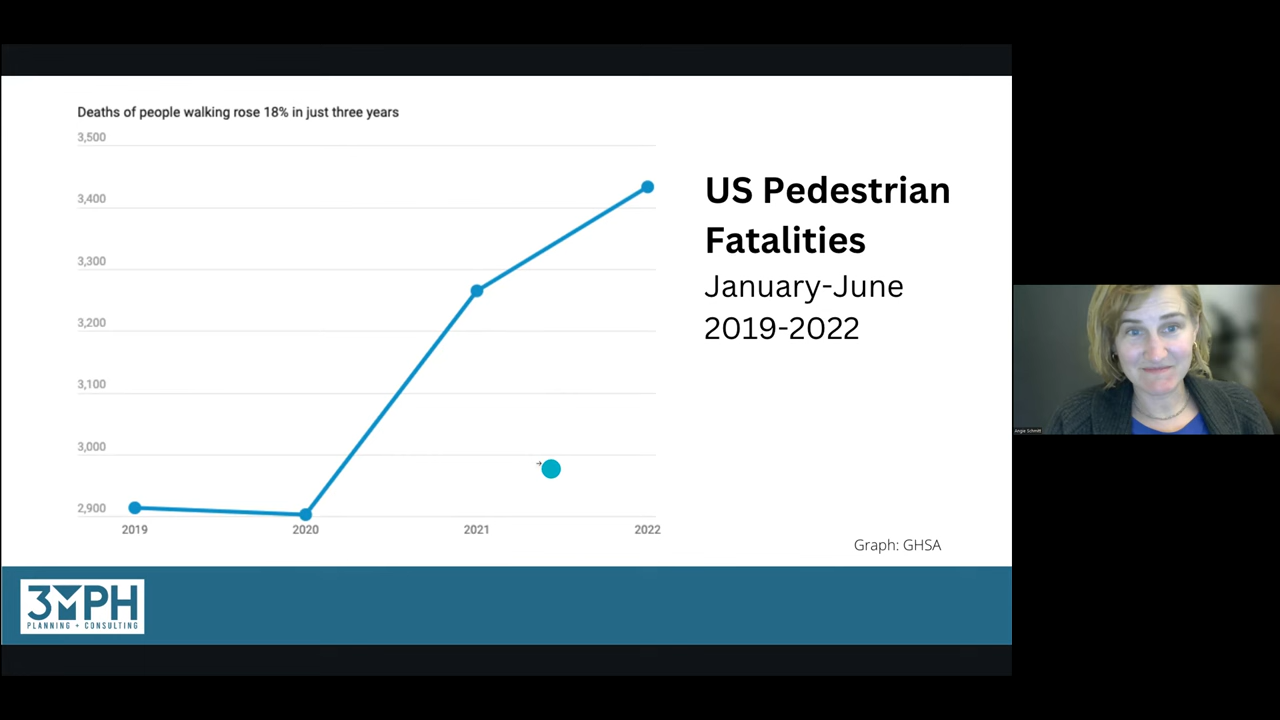 Deaths of people walking rose 18% in just three years
3,500
3,400
3,300
3,200
3,100
3,000
2,900
2019 2020 2021 2022
US Pedestrian
Fatalities
January-June
2019-2022
Graph: GHSA
3MPH
PLANNING + CONSULTING
Angie Schmitt